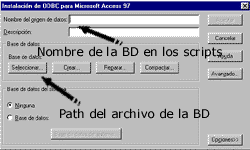 Instalación de ODBC para Microsoft Access 97
Nombre del origen de datos:
Aceptar
Descripción:
Cancelar
Base de datos
Nombre de la BD en los scripts
Base de datos:
Ayuda
Seleccionar...
Crear...
Reparar...
Compactar...
Avanzado...
Path del archivo de la BD
Base de datos del sistema
Ninguna
Base de datos:
Opciones>>